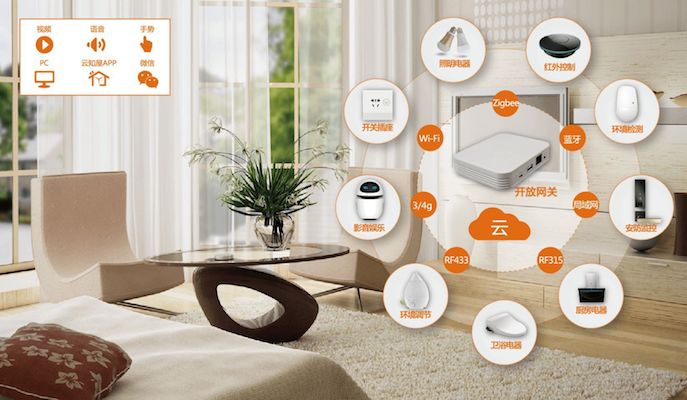 视频 语音 手势
PC 云知屋APP 微信
照明电器
红外控制
开关插座
Zigbee
环境检测
Wi-Fi
蓝牙
开放网关
3/4g
局域网
影音娱乐
云
安防监控
RF433
RF315
环境调节
厨房电器
卫浴电器